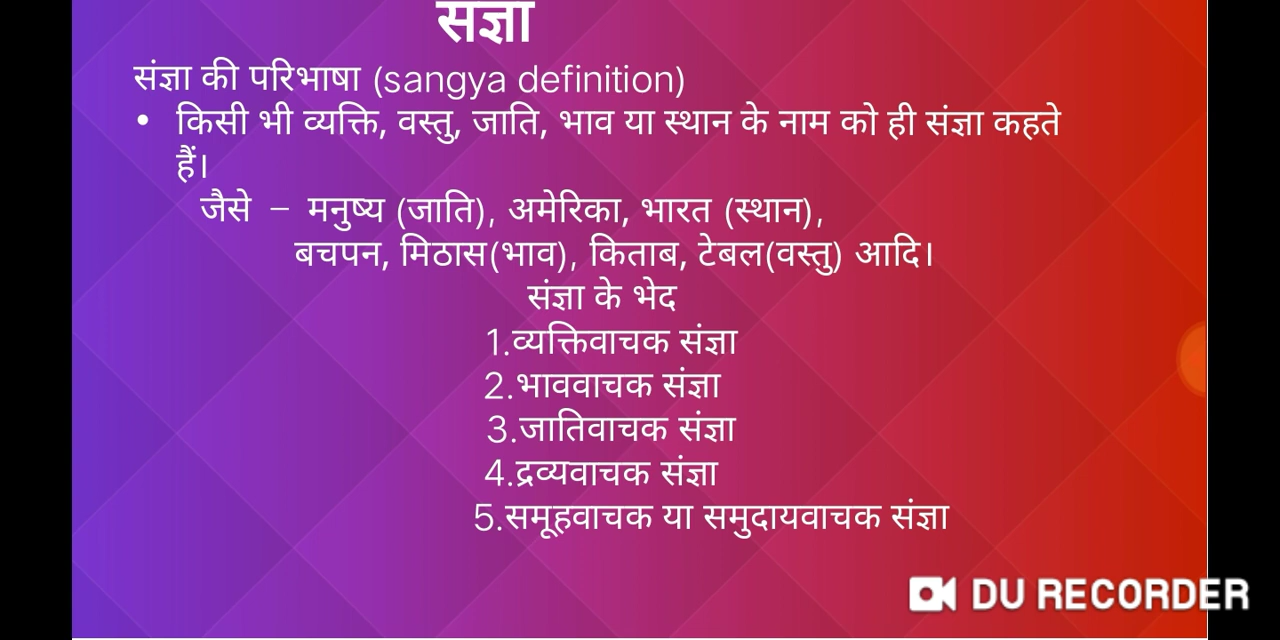 संज्ञा
संज्ञा की परिभाषा (sangya definition)
• किसी भी व्यक्ति, वस्तु, जाति, भाव या स्थान के नाम को ही संज्ञा कहते
हैं।
जैसे – मनुष्य (जाति), अमेरिका, भारत (स्थान),
बचपन, मिठास(भाव), किताब, टेबल(वस्तु) आदि।
संज्ञा के भेद
1.व्यक्तिवाचक संज्ञा
2.भाववाचक संज्ञा
3.जातिवाचक संज्ञा
4.द्रव्यवाचक संज्ञा
5.समूहवाचक या समुदायवाचक संज्ञा
DU RECORDER